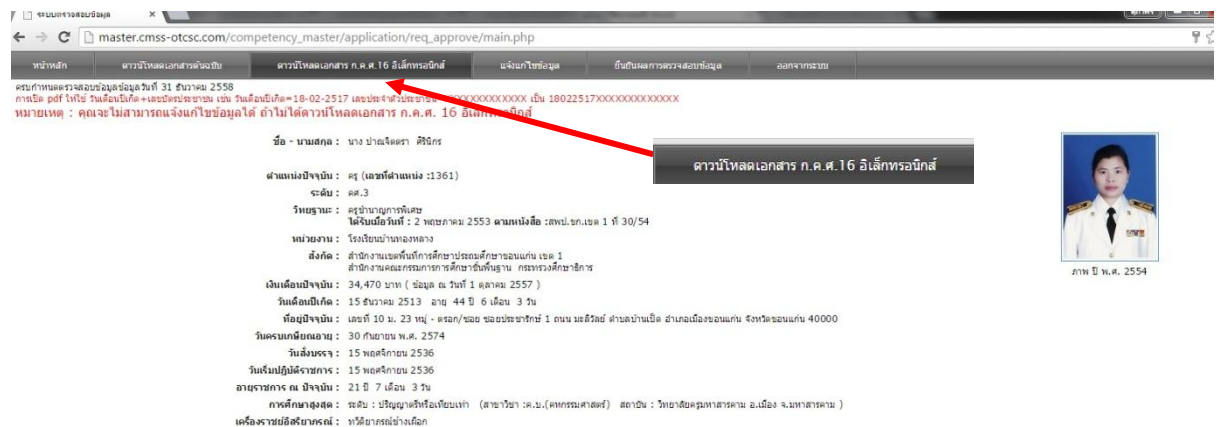 ระบบตรวจสอบข้อมูล
master.cmss-otcsc.com/competency_master/application/req_approve/main.php
หน้าหลัก ดาวน์โหลดเอกสารต้นฉบับ ดาวน์โหลดเอกสาร ก.ค.ศ.16 อิเล็กทรอนิกส์ แจ้งแก้ไขข้อมูล ยืนยันผลการตรวจสอบข้อมูล ออกจากระบบ
ครบกำหนดตรวจสอบข้อมูลข้อมูลวันที่ 31 ธันวาคม 2558
การเปิด pdf ให้ใช้ วันเดือนปีเกิด+เลขบัตรประชาชน เช่น วันเดือนปีเกิด=18-02-2517 เลขประจำตัวประชาชน XXXXXXXXXXXXX เป็น 18022517XXXXXXXXXXXXX
หมายเหตุ : คุณจะไม่สามารถแจ้งแก้ไขข้อมูลได้ ถ้าไม่ได้ดาวน์โหลดเอกสาร ก.ค.ศ. 16 อิเล็กทรอนิกส์
ชื่อ - นามสกุล : นาง ปาณจิตตรา ศิรินิกร
ดาวน์โหลดเอกสาร ก.ค.ศ.16 อิเล็กทรอนิกส์
ตำแหน่งปัจจุบัน : ครู (เลขที่ตำแหน่ง :1361)
ระดับ : คศ.3
วิทยฐานะ : ครูชำนาญการพิเศษ
ได้รับเมื่อวันที่ : 2 พฤษภาคม 2553 ตามหนังสือ :สพป.ขก.เขต 1 ที่ 30/54
หน่วยงาน : โรงเรียนบ้านทองหลาง
สังกัด : สำนักงานเขตพื้นที่การศึกษาประถมศึกษาขอนแก่น เขต 1
สำนักงานคณะกรรมการการศึกษาขั้นพื้นฐาน กระทรวงศึกษาธิการ
ภาพ ปี พ.ศ. 2554
เงินเดือนปัจจุบัน : 34,470 บาท ( ข้อมูล ณ วันที่ 1 ตุลาคม 2557 )
วันเดือนปีเกิด : 15 ธันวาคม 2513 อายุ 44 ปี 6 เดือน 3 วัน
ที่อยู่ปัจจุบัน : เลขที่ 10 ม. 23 หมู่ - ตรอก/ซอย ซอยประชารักษ์ 1 ถนน มะลิวัลย์ ตำบลบ้านเป็ด อำเภอเมืองขอนแก่น จังหวัดขอนแก่น 40000
วันครบเกษียณอายุ : 30 กันยายน พ.ศ. 2574
วันสั่งบรรจุ : 15 พฤศจิกายน 2536
วันเริ่มปฏิบัติราชการ : 15 พฤศจิกายน 2536
อายุราชการ ณ ปัจจุบัน : 21 ปี 7 เดือน 3 วัน
การศึกษาสูงสุด : ระดับ : ปริญญาตรีหรือเทียบเท่า (สาขาวิชา :ค.บ.(คหกรรมศาสตร์) สถาบัน : วิทยาลัยครูมหาสารคาม อ.เมือง จ.มหาสารคาม )
เครื่องราชย์อิสริยาภรณ์ : ทวีติยาภรณ์ช้างเผือก